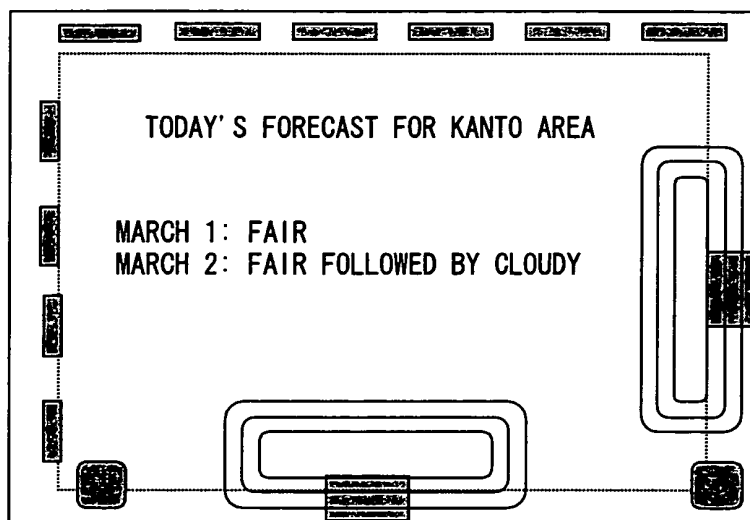 TODAY'S FORECAST FOR KANTO AREA
MARCH 1: FAIR
MARCH 2: FAIR FOLLOWED BY CLOUDY